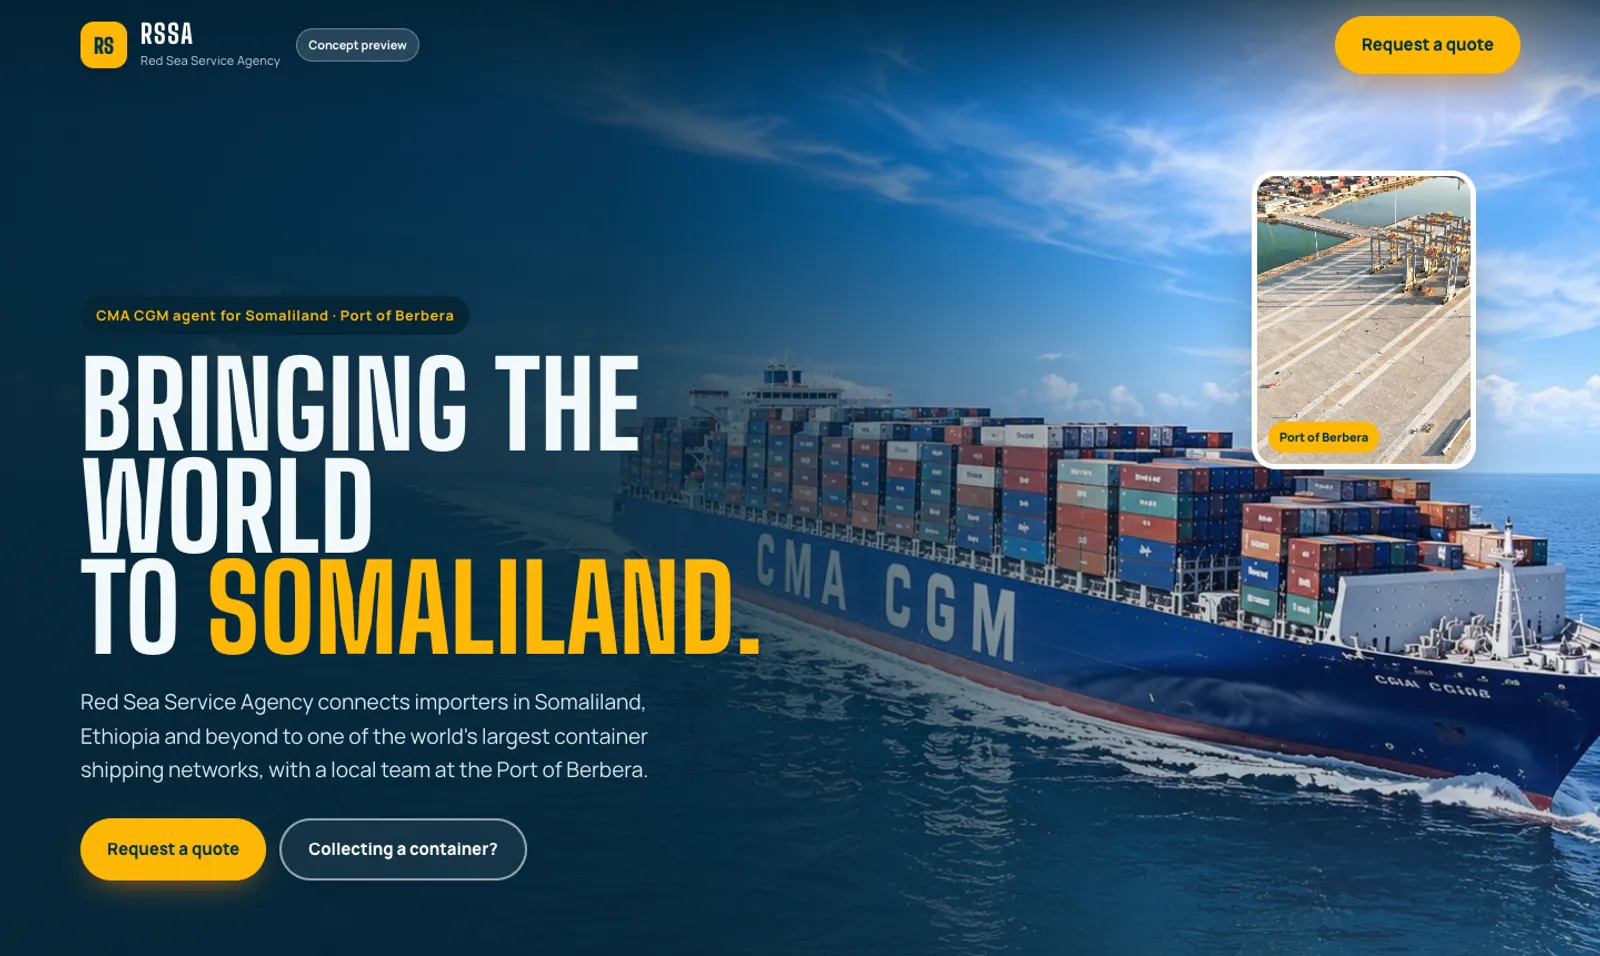 RS
RSSA
Red Sea Service Agency
Concept preview
Request a quote
CMA CGM agent for Somaliland · Port of Berbera
BRINGING THE
WORLD
TO SOMALILAND.
Port of Berbera
CMA CGM
Red Sea Service Agency connects importers in Somaliland,
Ethiopia and beyond to one of the world's largest container
shipping networks, with a local team at the Port of Berbera.
Request a quote
Collecting a container?